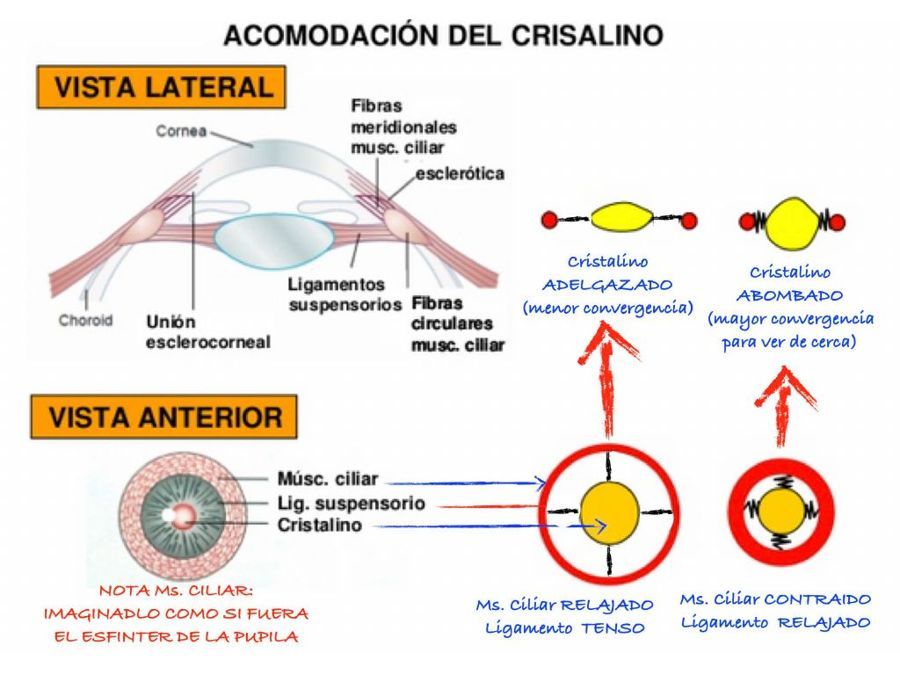 ACOMODACIÓN DEL CRISALINO
VISTA LATERAL
Cornea
Fibras
meridionales
musc. ciliar
esclerótica
Ligamentos
suspensorios
Fibras
circulares
musc. ciliar
Choroid
Unión
esclerocorneal
Cristalino
ADELGAZADO
(menor convergencia)
Cristalino
ABOMBADO
(mayor convergencia
para ver de cerca)
VISTA ANTERIOR
Músc. ciliar
Lig. suspensorio
Cristalino
NOTA Ms. CILIAR:
IMAGINADLO COMO SI FUERA
EL ESFINTER DE LA PUPILA
Ms. Ciliar RELAJADO
Ligamento TENSO
Ms. Ciliar CONTRAIDO
Ligamento RELAJADO